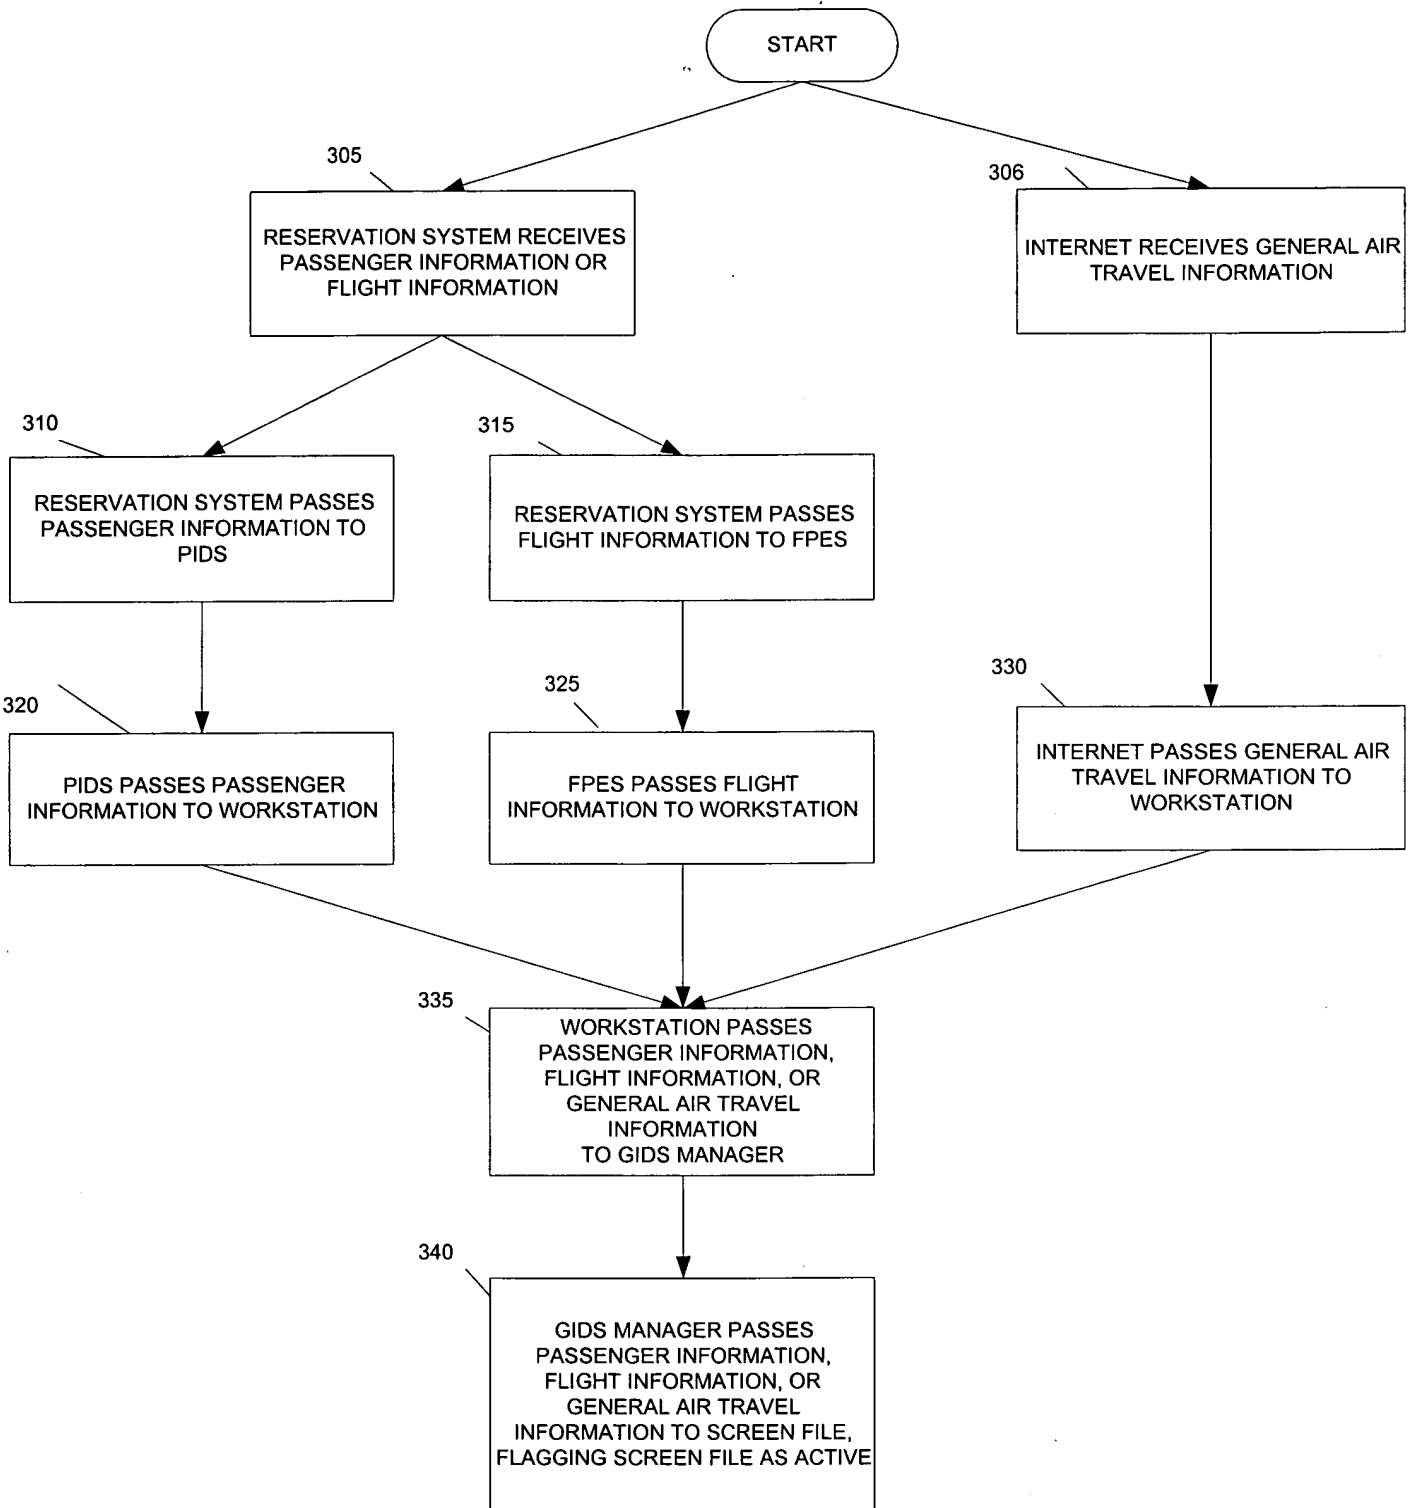 START
305
306
RESERVATION SYSTEM RECEIVES
PASSENGER INFORMATION OR
FLIGHT INFORMATION
INTERNET RECEIVES GENERAL AIR
TRAVEL INFORMATION
310
315
RESERVATION SYSTEM PASSES
PASSENGER INFORMATION TO
PIDS
RESERVATION SYSTEM PASSES
FLIGHT INFORMATION TO FPES
320
325
330
PIDS PASSES PASSENGER
INFORMATION TO WORKSTATION
FPES PASSES FLIGHT
INFORMATION TO WORKSTATION
INTERNET PASSES GENERAL AIR
TRAVEL INFORMATION TO
WORKSTATION
335
WORKSTATION PASSES
PASSENGER INFORMATION,
FLIGHT INFORMATION, OR
GENERAL AIR TRAVEL
INFORMATION
TO GIDS MANAGER
340
GIDS MANAGER PASSES
PASSENGER INFORMATION,
FLIGHT INFORMATION, OR
GENERAL AIR TRAVEL
INFORMATION TO SCREEN FILE,
FLAGGING SCREEN FILE AS ACTIVE